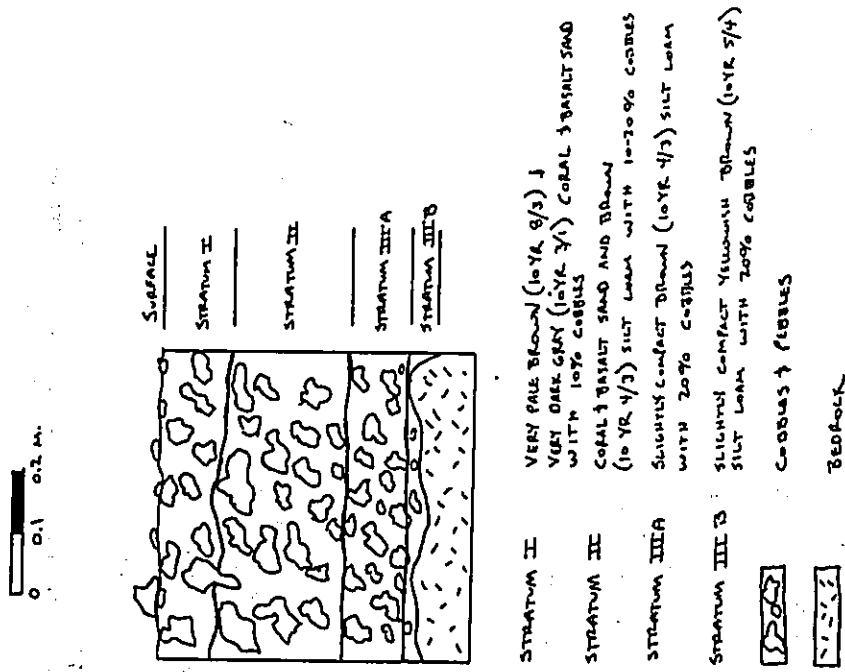 0 0.1 0.2 M.
SURFACE
STRATUM I
STRATUM II
STRATUM IIIA
STRATUM IIIB
STRATUM I
VERY PALE BROWN (10YR 8/3) &
VERY DARK GRAY (10YR 3/1) CORAL & BASALT SAND
WITH 10% COBBLES
STRATUM II
CORAL & BASALT SAND AND BROWN
(10 YR 4/3) SILT LOAM WITH 10-20% COBBLES
STRATUM IIIA
SLIGHTLY COMPACT BROWN (10YR 4/3) SILT LOAM
WITH 20% COBBLES
STRATUM III B
SLIGHTLY COMPACT YELLOWISH BROWN (10YR 5/4)
SILT LOAM WITH 20% COBBLES
COBBLES & PEBBLES
BEDROCK